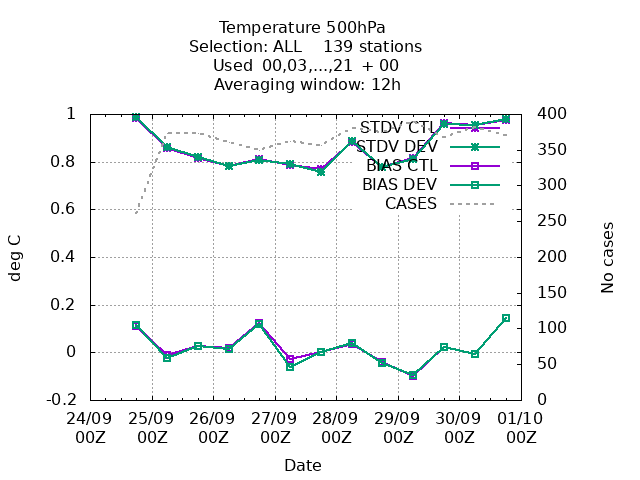 Temperature 500hPa
Selection: ALL 139 stations
Used 00,03,...,21 + 00
Averaging window: 12h
1
0.8
0.6
0.4
0.2
0
-0.2
deg C
400
350
300
250
200
150
100
50
0
No cases
STDV CTL
STDV DEV
BIAS CTL
BIAS DEV
CASES
24/09 25/09 26/09 27/09 28/09 29/09 30/09 01/10
00Z 00Z 00Z 00Z 00Z 00Z 00Z 00Z
Date